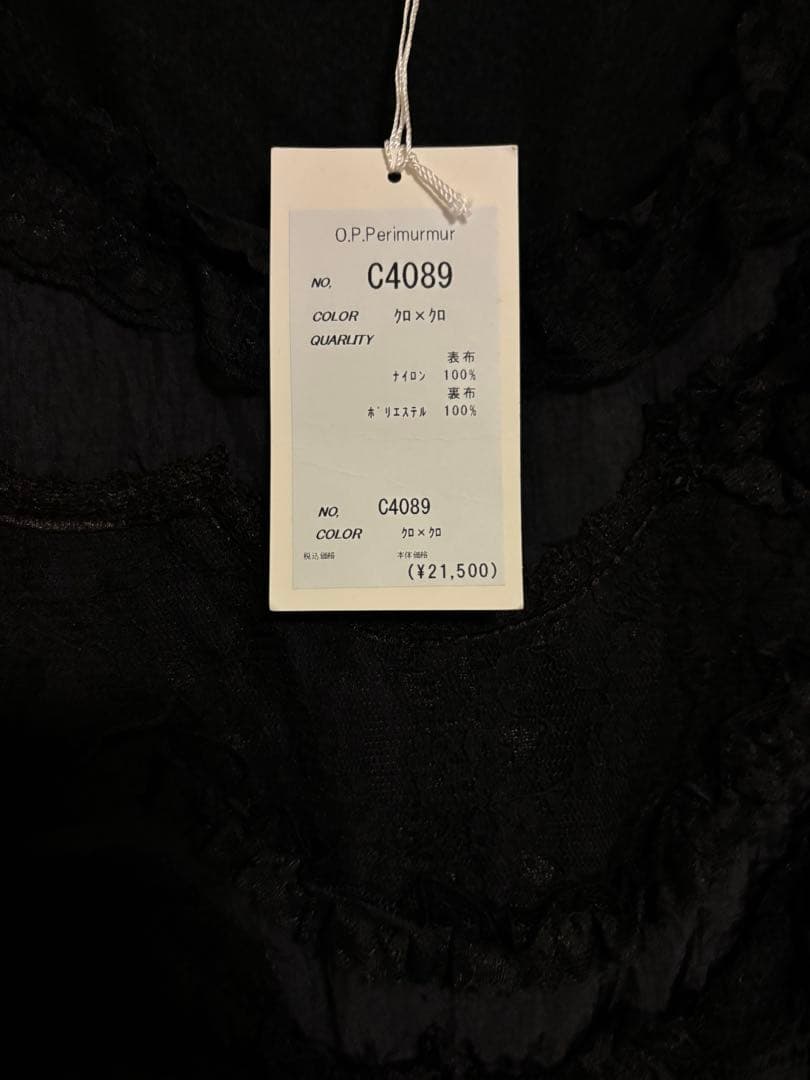 O.P.Perimurmur
NO, C4089
COLOR ｸﾛ×ｸﾛ
QUARLITY
表布
ﾅｲﾛﾝ 100%
裏布
ﾎﾟﾘｴｽﾃﾙ 100%
NO, C4089
COLOR ｸﾛ×ｸﾛ
税込価格 本体価格
(¥21,500)